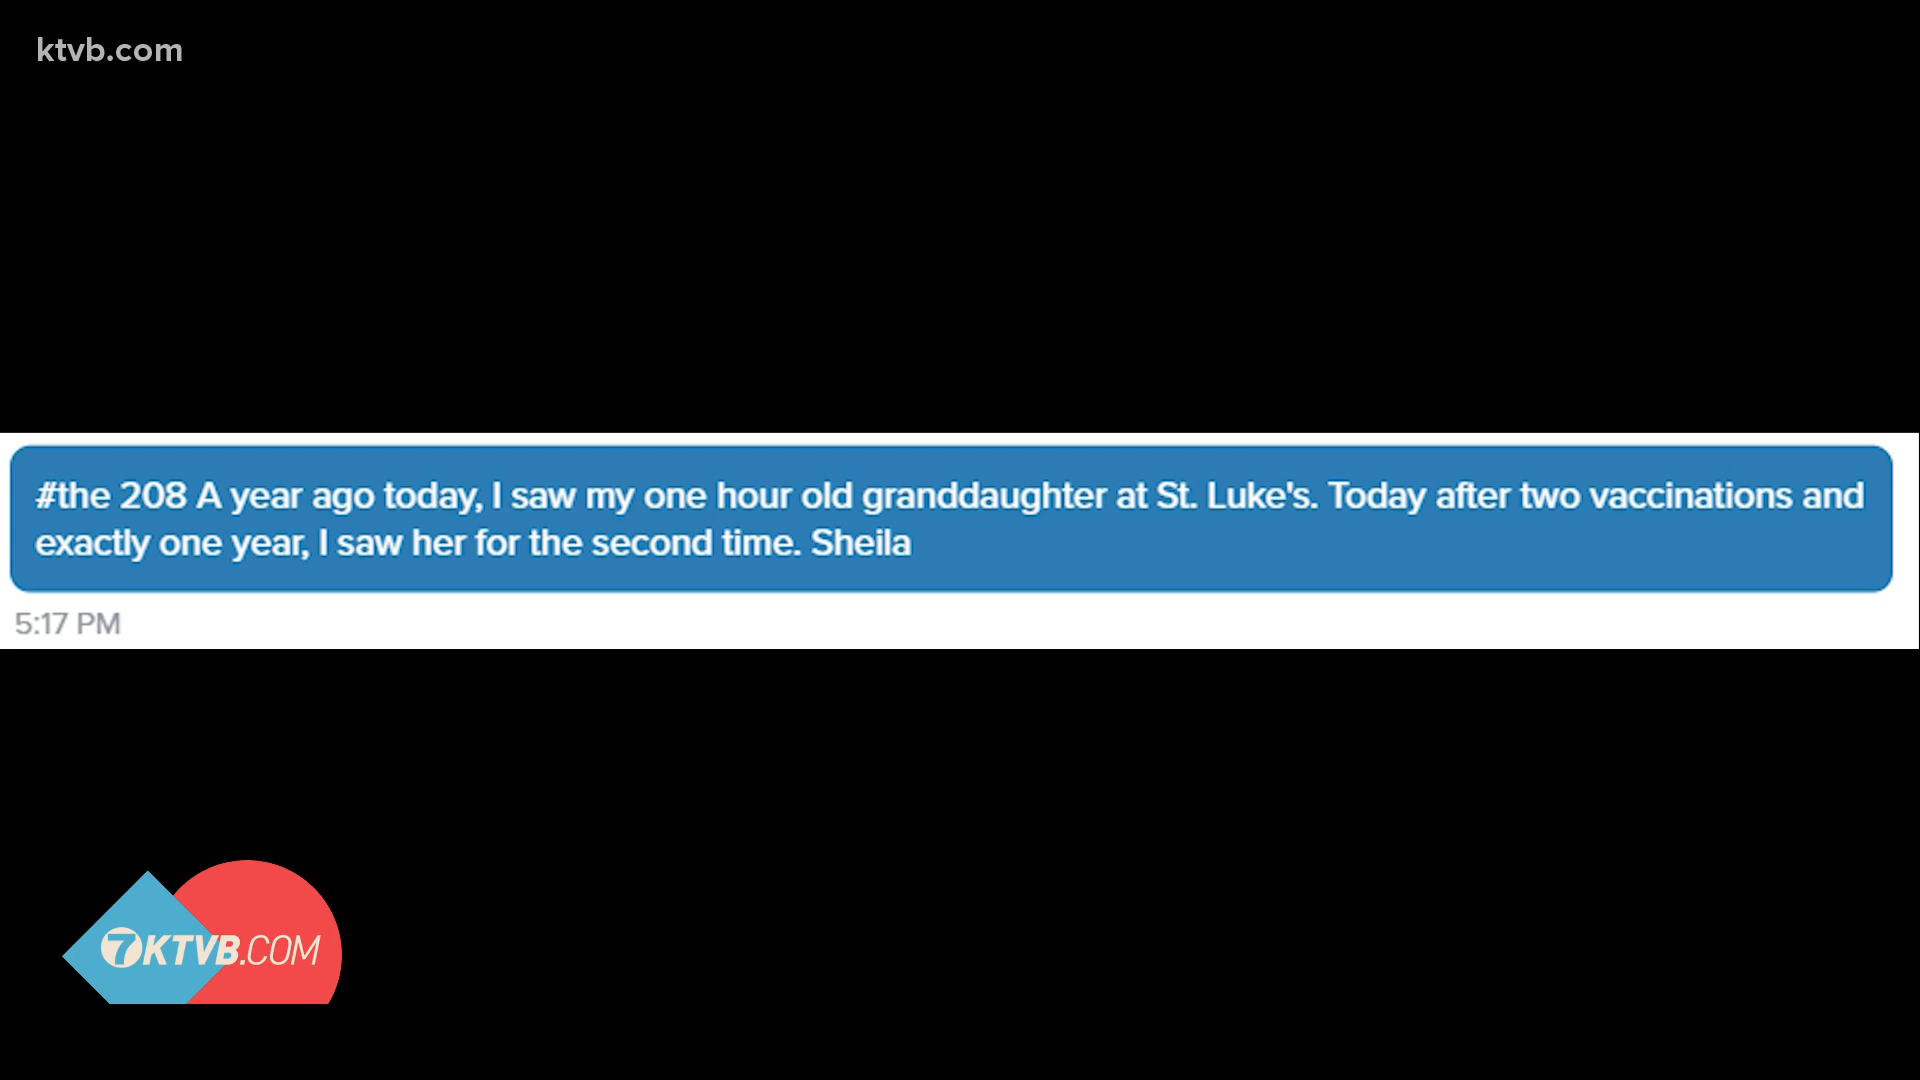 ktvb.com
#the 208 A year ago today, I saw my one hour old granddaughter at St. Luke's. Today after two vaccinations and
exactly one year, I saw her for the second time. Sheila
5:17 PM
7KTVB.COM